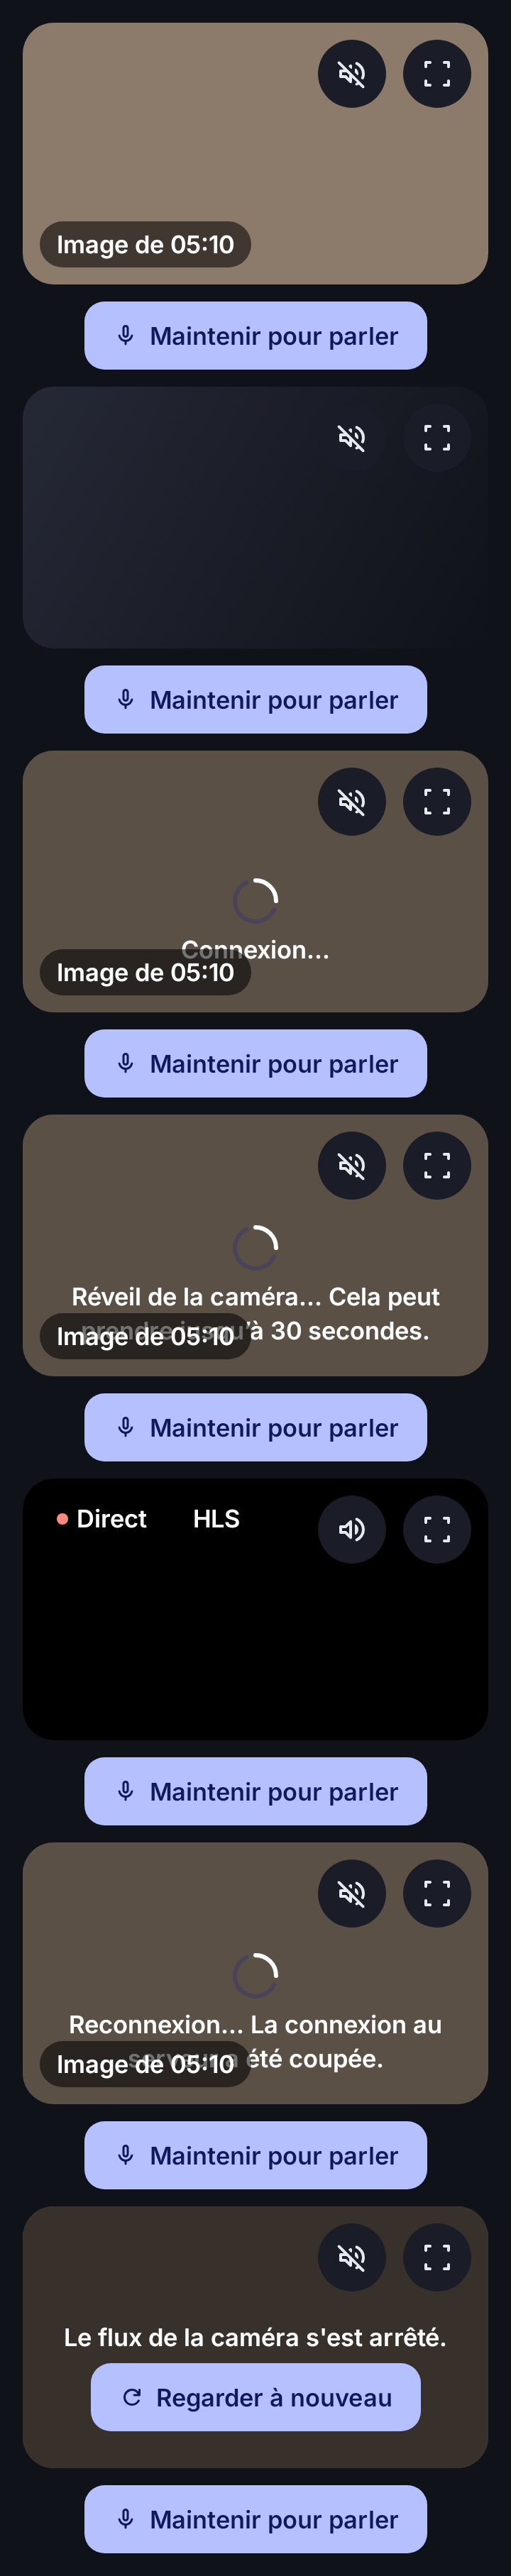 Image de 05:10
Maintenir pour parler
Maintenir pour parler
Connexion...
Image de 05:10
Maintenir pour parler
Réveil de la caméra... Cela peut
prendre jusqu'à 30 secondes.
Image de 05:10
Maintenir pour parler
Direct HLS
Maintenir pour parler
Reconnexion... La connexion au
serveur a été coupée.
Image de 05:10
Maintenir pour parler
Le flux de la caméra s'est arrêté.
Regarder à nouveau
Maintenir pour parler